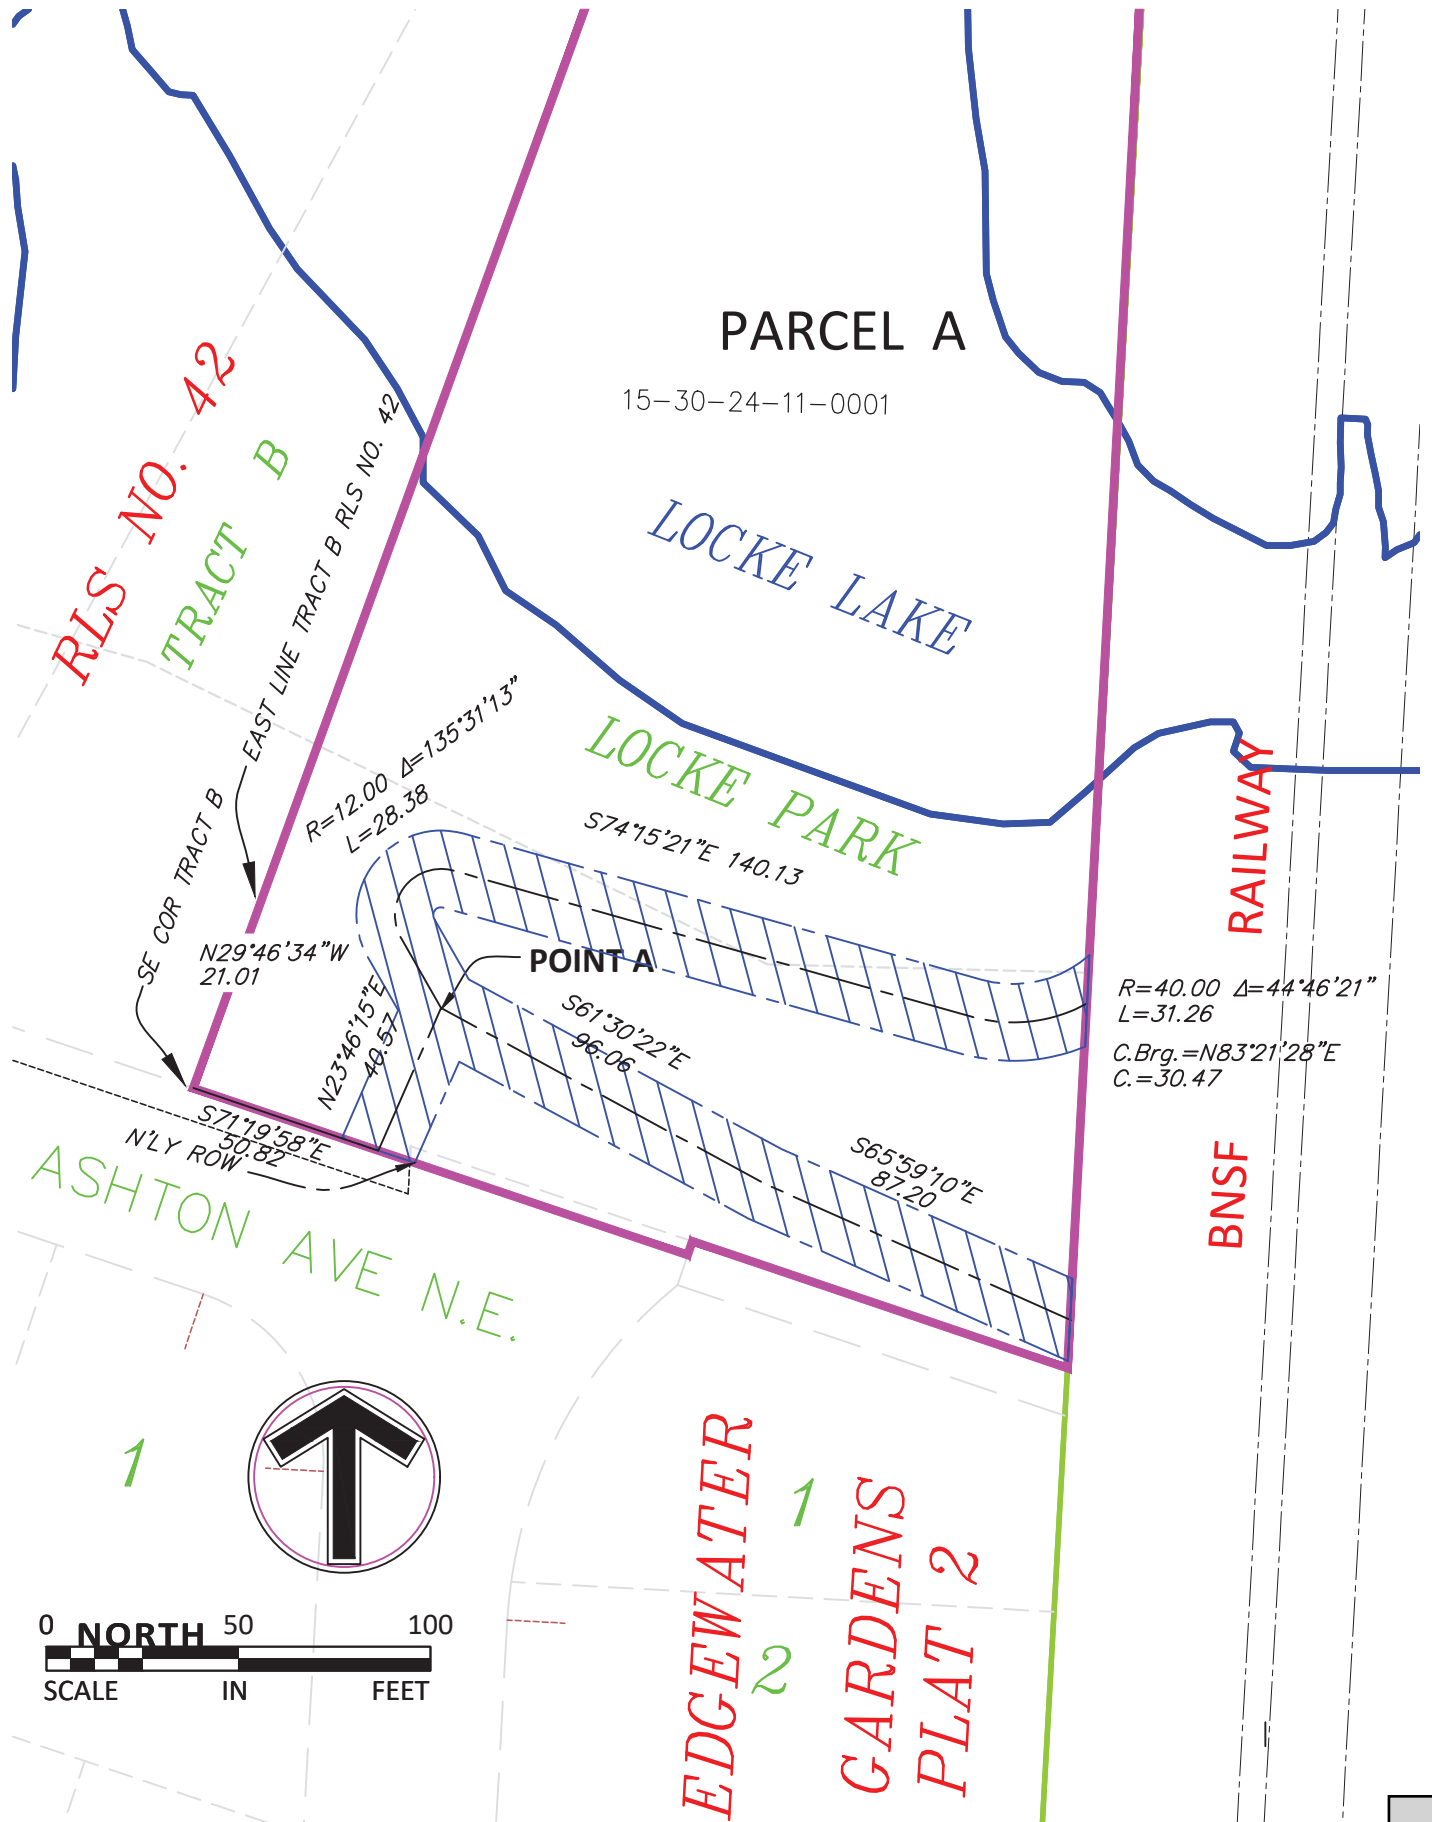 PARCEL A
15-30-24-11-0001
RLS NO. 42
TRACT B
EAST LINE TRACT B RLS NO. 42
LOCKE LAKE
LOCKE PARK
R=12.00 Δ=135°31'13"
L=28.38
S74°15'21"E 140.13
RAILWAY
SE COR TRACT B
N29°46'34"W
21.01
POINT A
N23°46'15"E
40.57
S61°30'22"E
96.06
R=40.00 Δ=44°46'21"
L=31.26
C.Brg.=N83°21'28"E
C.=30.47
S71°19'58"E
50.82
N'LY ROW
S65°59'10"E
87.20
BNSF
ASHTON AVE N.E.
1
1
2
EDGEWATER
GARDENS
PLAT 2
NORTH
0 50 100
SCALE IN FEET